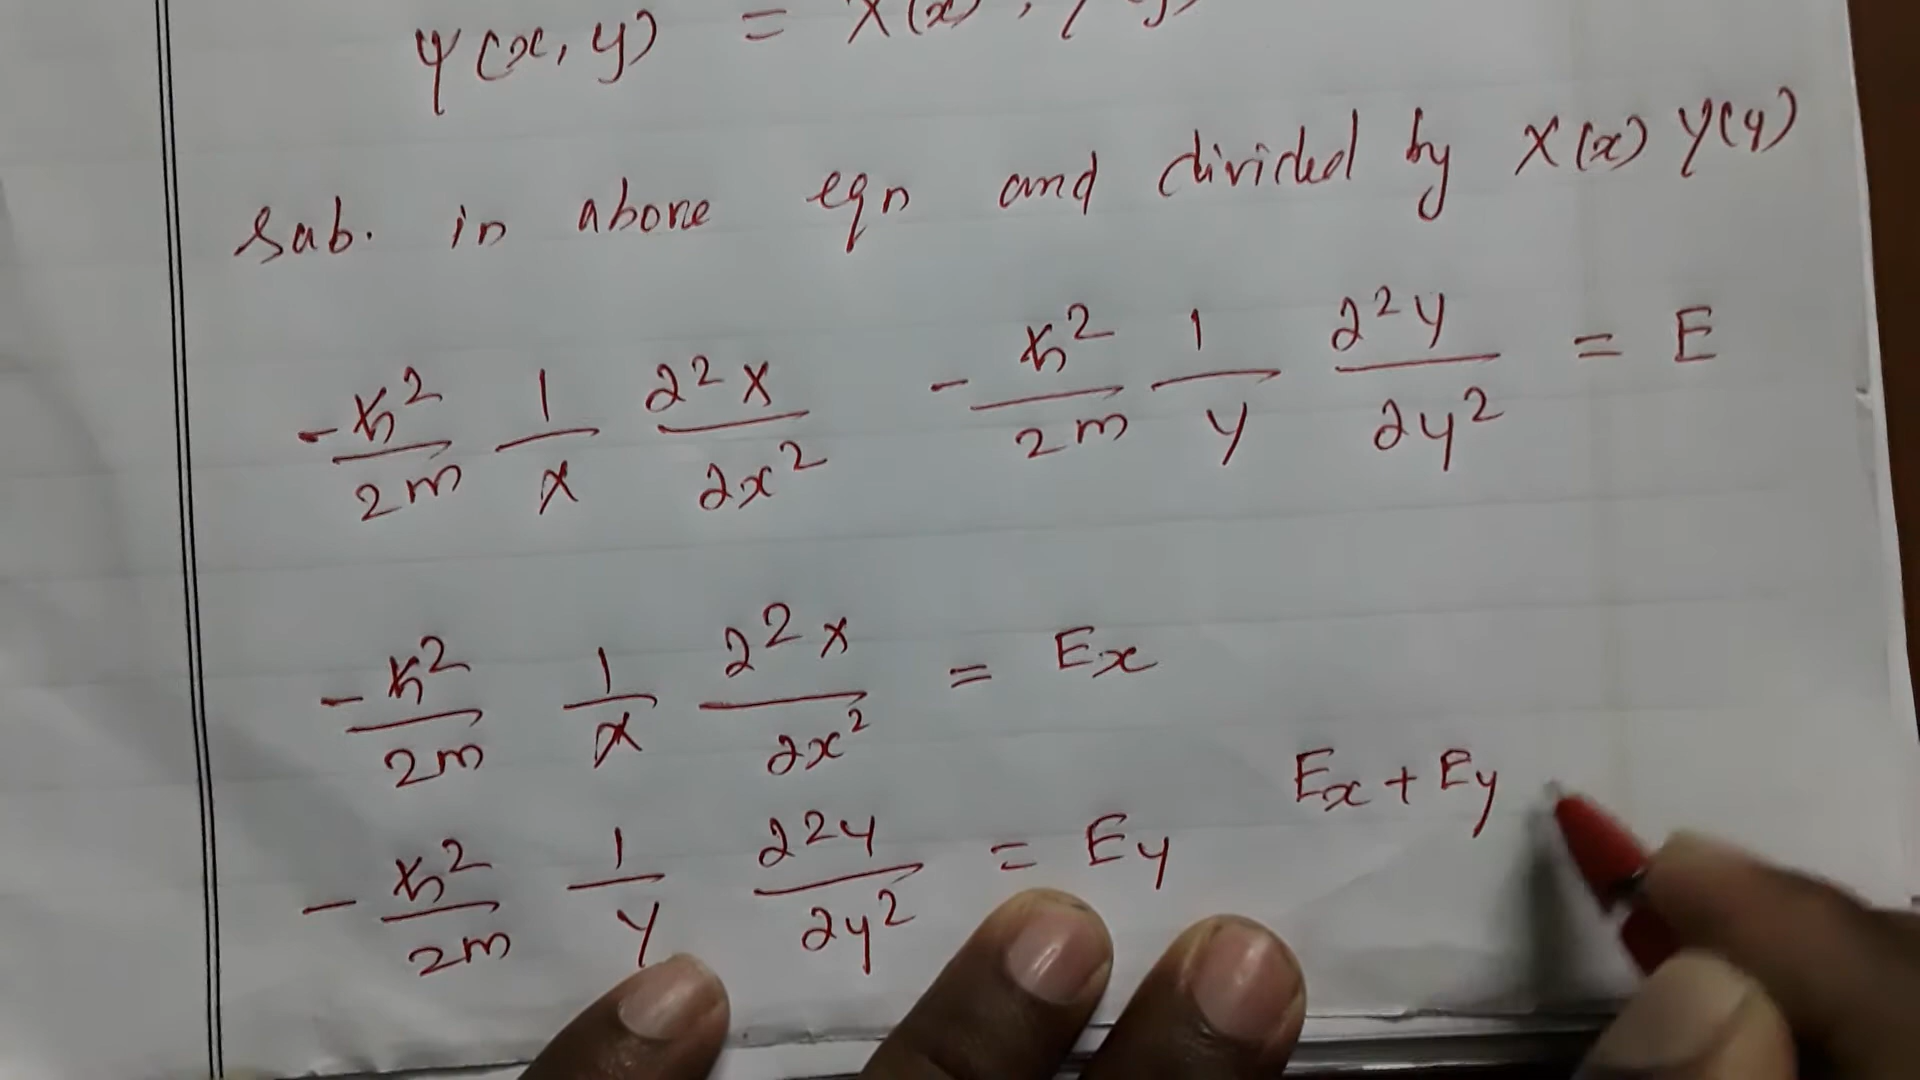 ψ(x, y) = X(x), Y(y)
sub. in above eqn and divided by X(x) Y(y)
-ℏ²/2m 1/X ∂²X/∂x² - ℏ²/2m 1/Y ∂²Y/∂y² = E
-ℏ²/2m 1/X ∂²X/∂x² = Ex
Ex + Ey
-ℏ²/2m 1/Y ∂²Y/∂y² = Ey